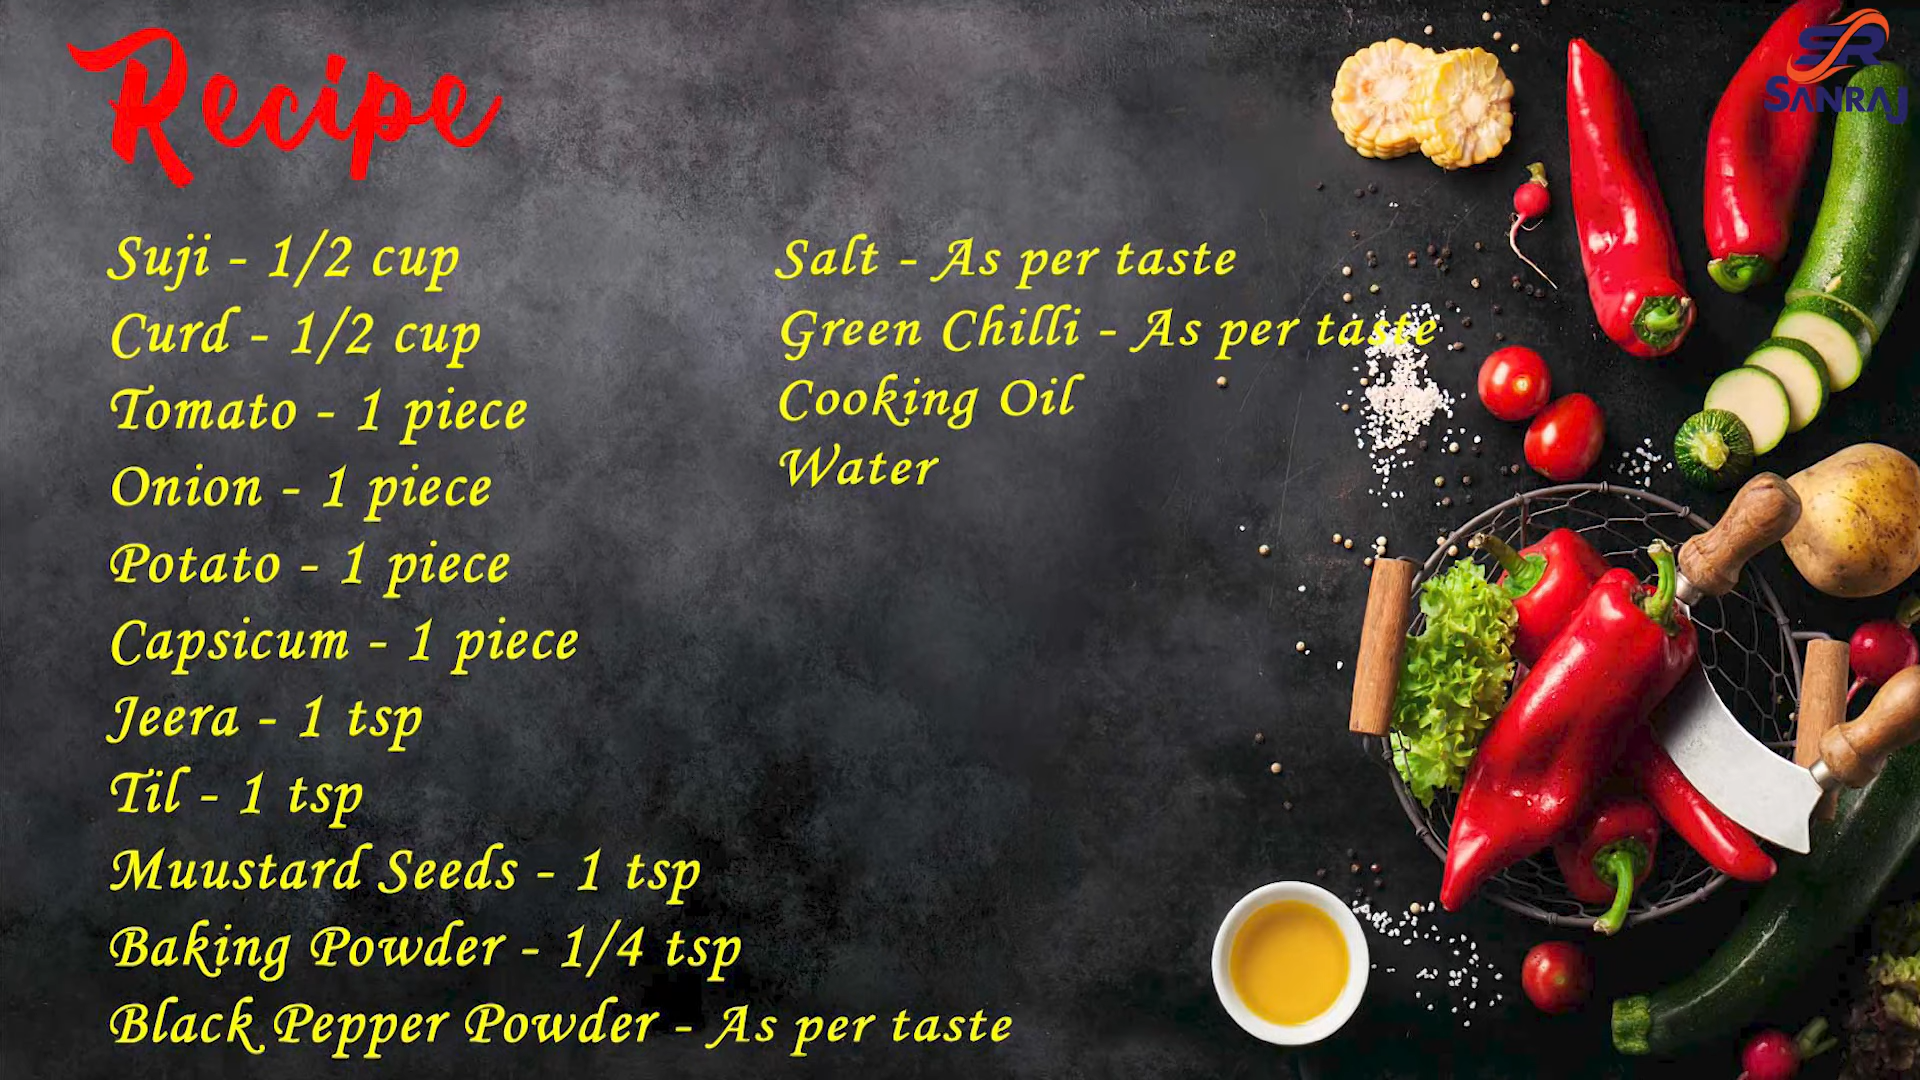 Recipe
SR
SANRAJ
Suji - 1/2 cup
Curd - 1/2 cup
Tomato - 1 piece
Onion - 1 piece
Potato - 1 piece
Capsicum - 1 piece
Jeera - 1 tsp
Til - 1 tsp
Muustard Seeds - 1 tsp
Baking Powder - 1/4 tsp
Black Pepper Powder - As per taste
Salt - As per taste
Green Chilli - As per taste
Cooking Oil
Water